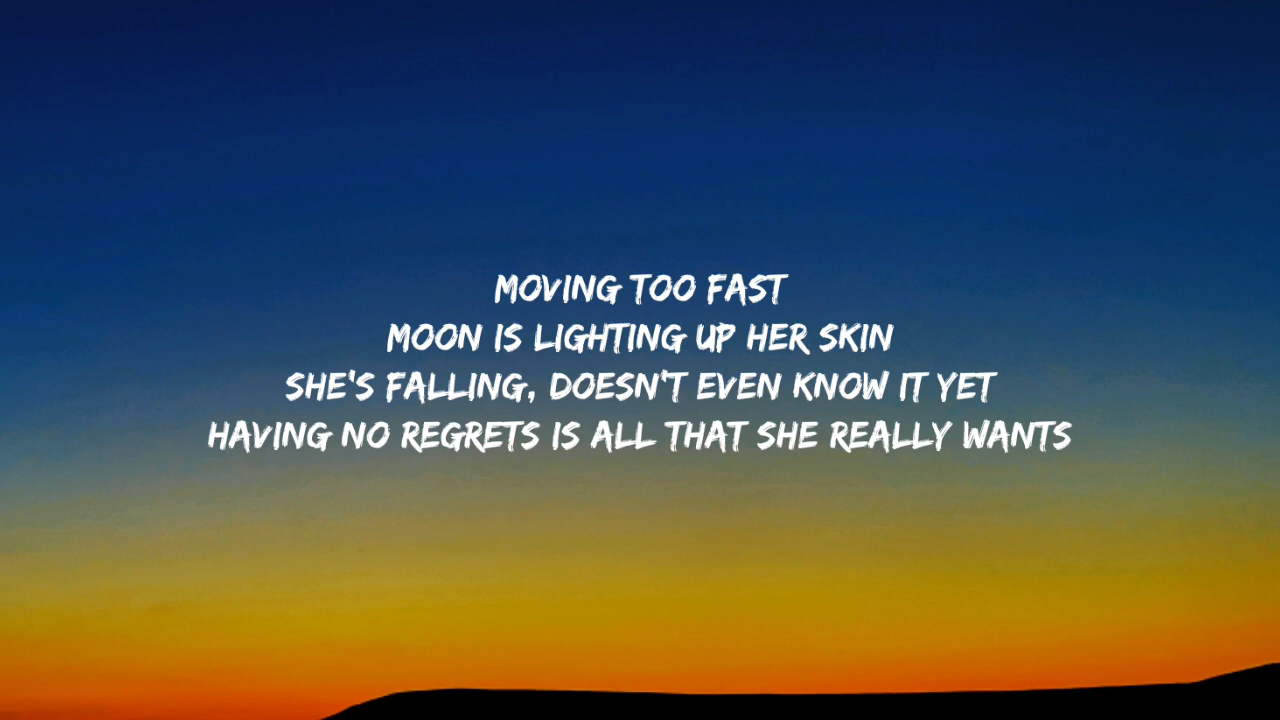 MOVING TOO FAST
MOON IS LIGHTING UP HER SKIN
SHE'S FALLING, DOESN'T EVEN KNOW IT YET
HAVING NO REGRETS IS ALL THAT SHE REALLY WANTS